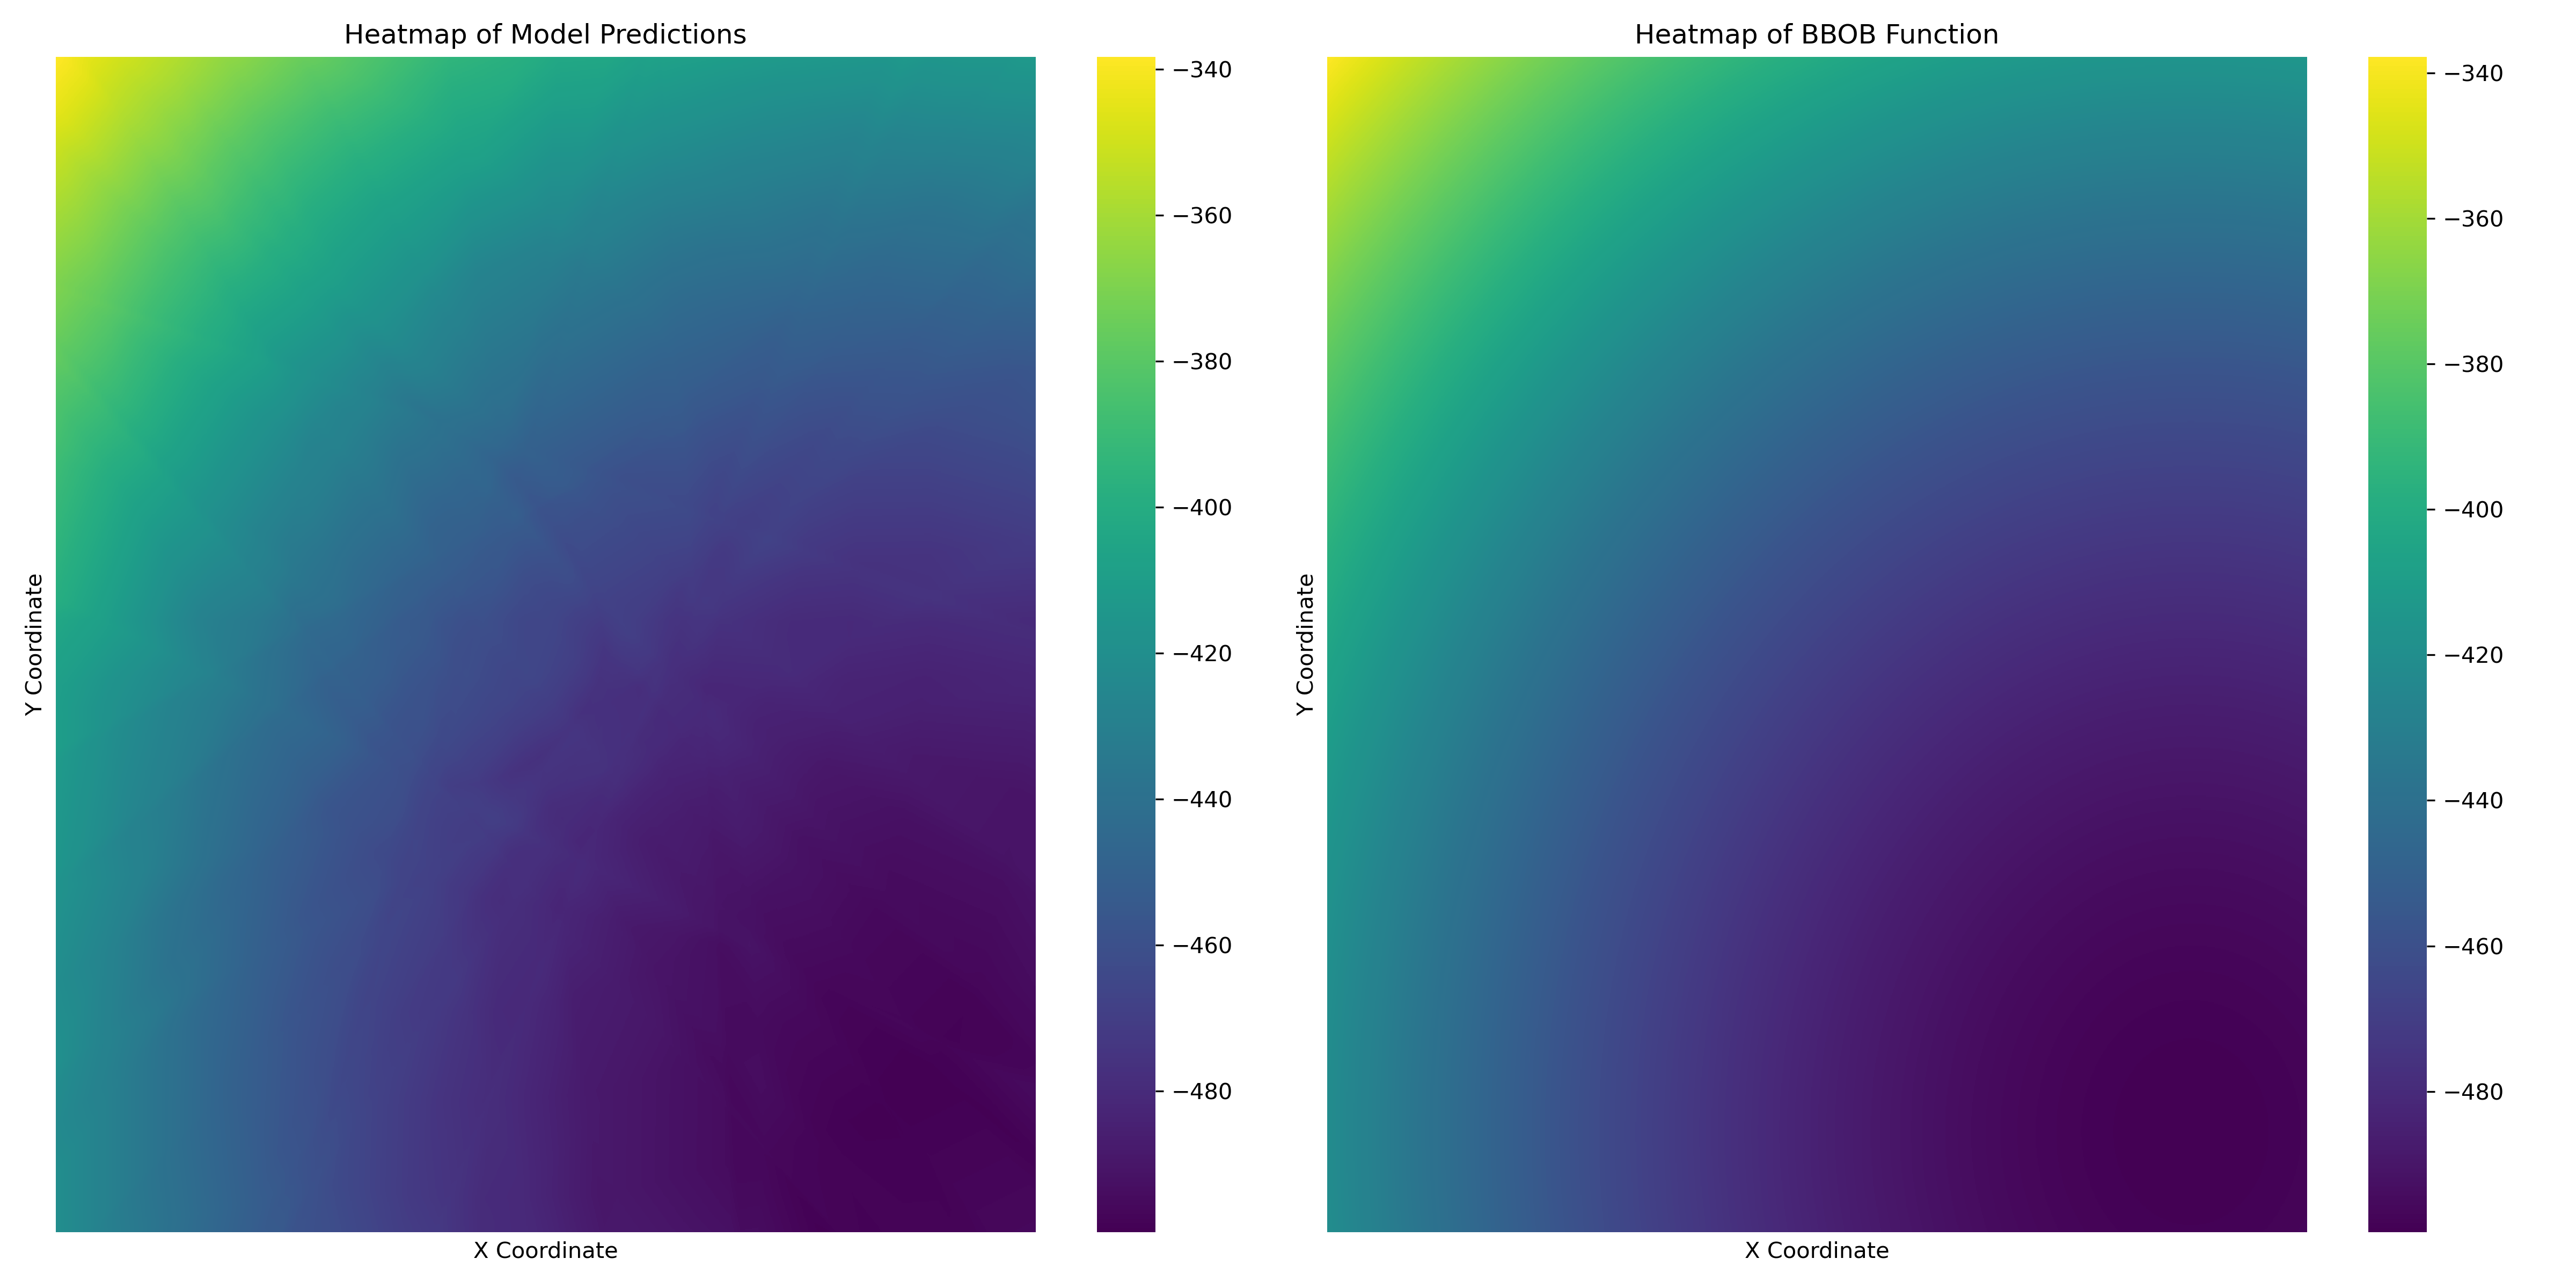 Heatmap of Model Predictions
Y Coordinate
X Coordinate
−340
−360
−380
−400
−420
−440
−460
−480
Heatmap of BBOB Function
Y Coordinate
X Coordinate
−340
−360
−380
−400
−420
−440
−460
−480